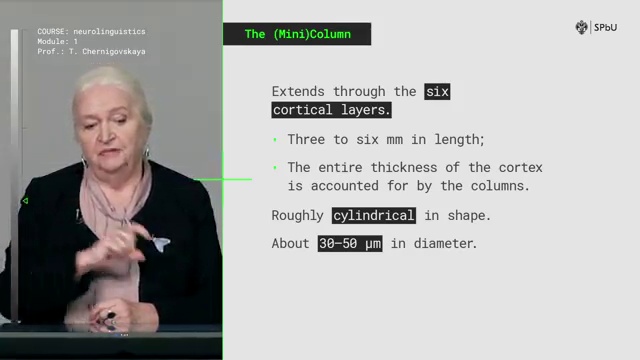 COURSE: neurolinguistics
Module: 1
Prof.: T. Chernigovskaya
The (Mini)Column
SPbU
Extends through the six
cortical layers.
• Three to six mm in length;
• The entire thickness of the cortex
is accounted for by the columns.
Roughly cylindrical in shape.
About 30–50 µm in diameter.